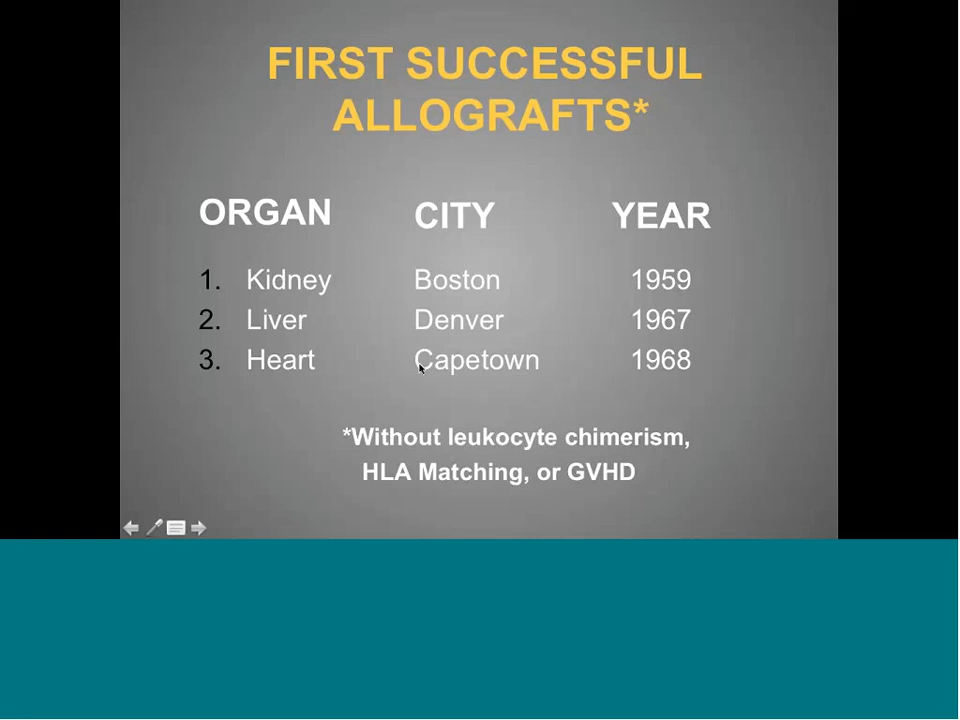 FIRST SUCCESSFUL
ALLOGRAFTS*
ORGAN CITY YEAR
1. Kidney Boston 1959
2. Liver Denver 1967
3. Heart Capetown 1968
*Without leukocyte chimerism,
HLA Matching, or GVHD